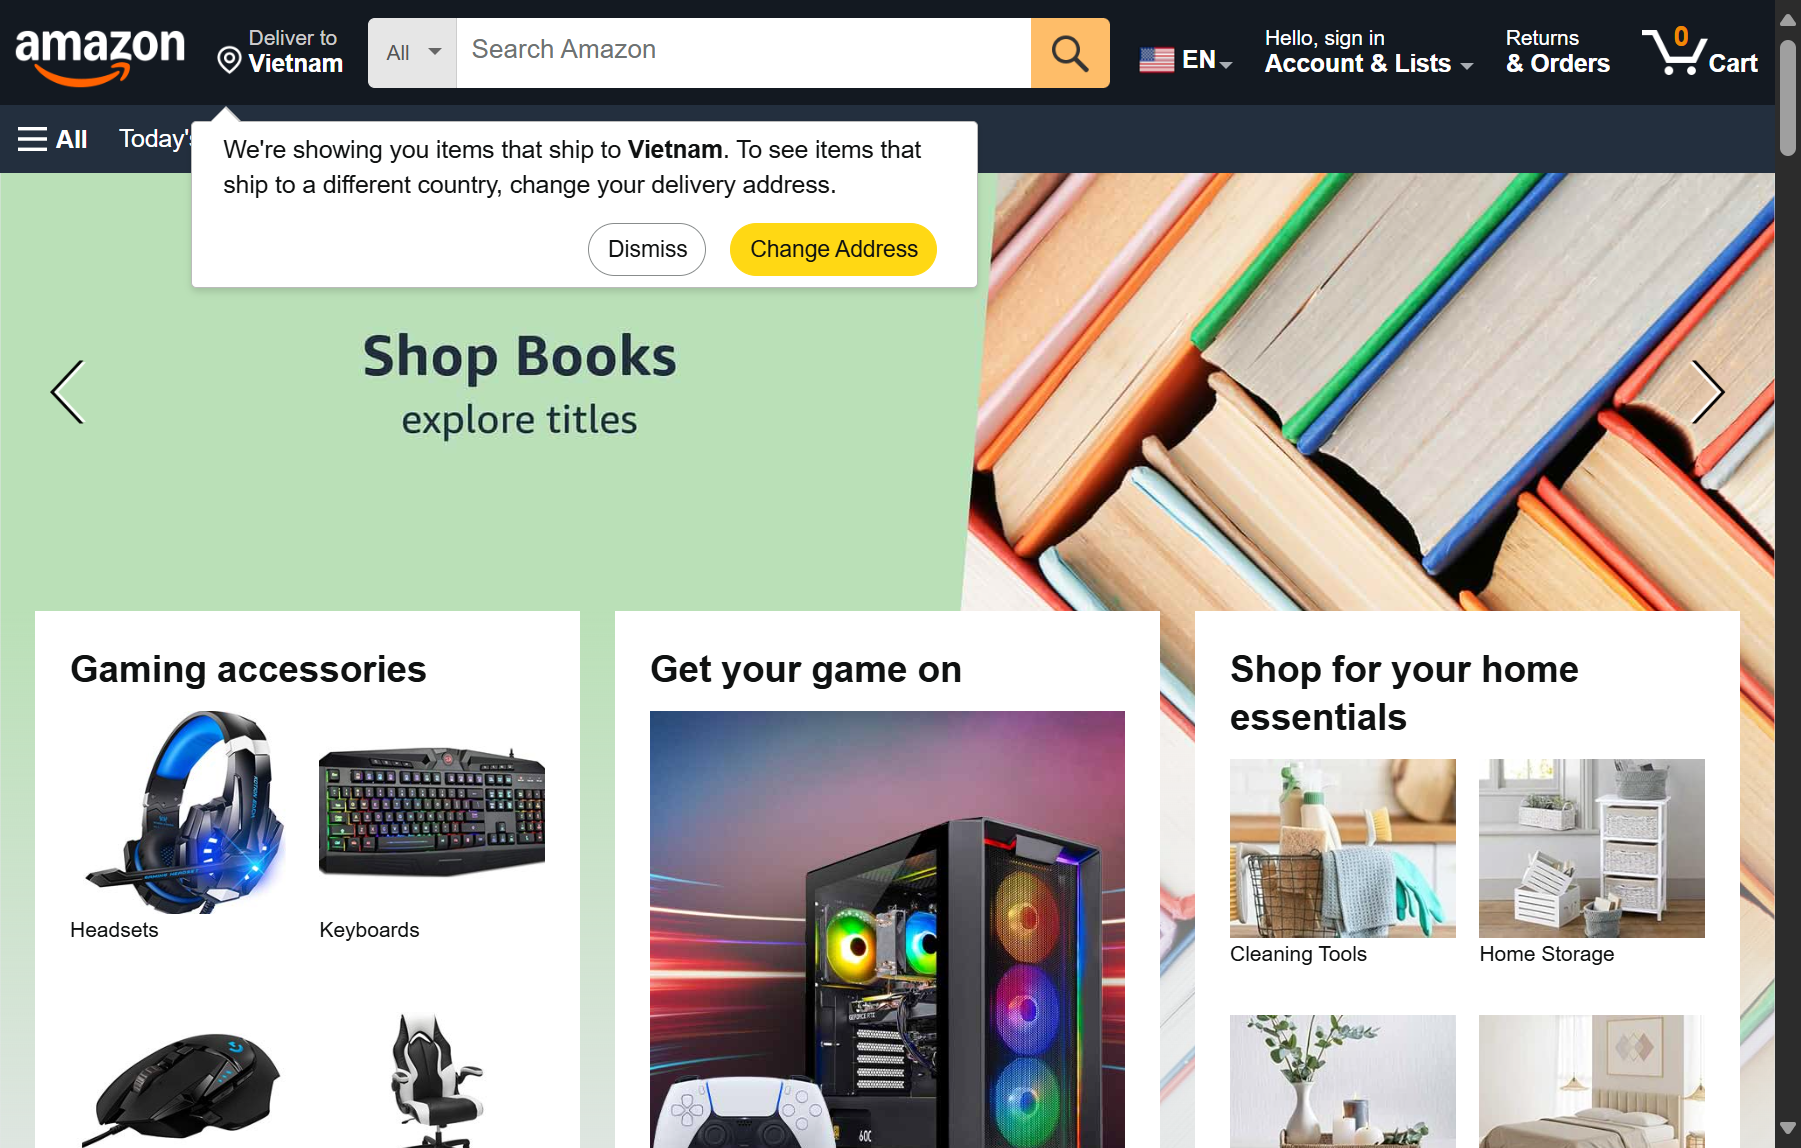 amazon
Deliver to
Vietnam
All
Search Amazon
EN
Hello, sign in
Account & Lists
Returns
& Orders
0
Cart
All
Today's
We're showing you items that ship to Vietnam. To see items that
ship to a different country, change your delivery address.
Dismiss
Change Address
Shop Books
explore titles
Gaming accessories
Headsets
Keyboards
Get your game on
Shop for your home
essentials
Cleaning Tools
Home Storage